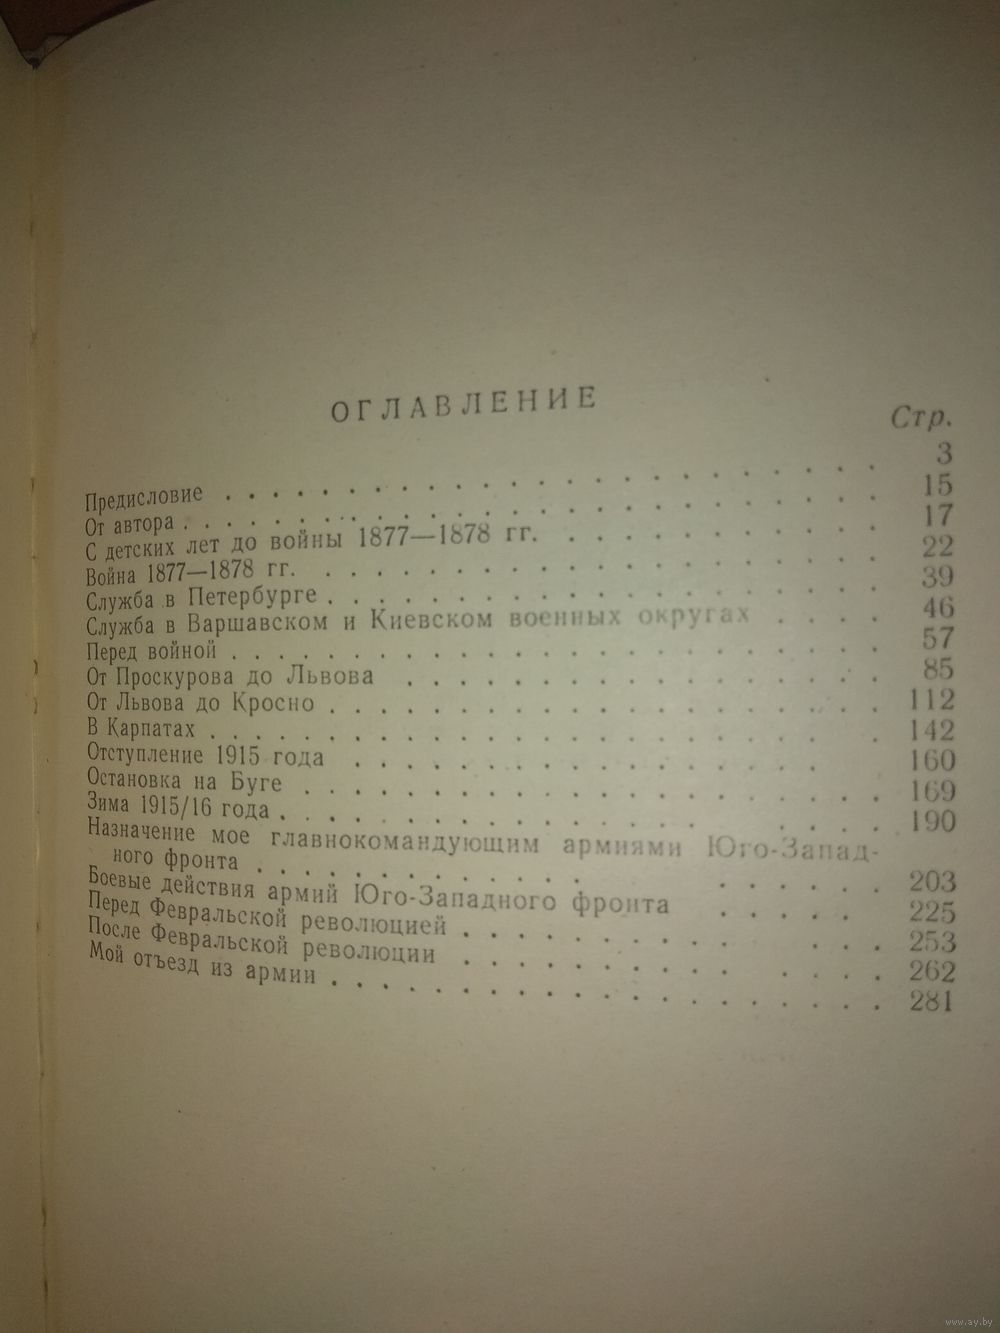 ОГЛАВЛЕНИЕ
Стр.
Предисловие . . . . . . . . . . . . . . . . . . . . . . . . . 3
От автора . . . . . . . . . . . . . . . . . . . . . . . . . . 15
С детских лет до войны 1877—1878 гг. . . . . . . . . . . . . . 17
Война 1877—1878 гг. . . . . . . . . . . . . . . . . . . . . . 22
Служба в Петербурге . . . . . . . . . . . . . . . . . . . . . 39
Служба в Варшавском и Киевском военных округах . . . . 46
Перед войной . . . . . . . . . . . . . . . . . . . . . . . . 57
От Проскурова до Львова . . . . . . . . . . . . . . . . . . 85
От Львова до Кросно . . . . . . . . . . . . . . . . . . . . . 112
В Карпатах . . . . . . . . . . . . . . . . . . . . . . . . . 142
Отступление 1915 года . . . . . . . . . . . . . . . . . . . 160
Остановка на Буге . . . . . . . . . . . . . . . . . . . . . 169
Зима 1915/16 года . . . . . . . . . . . . . . . . . . . . . . 190
Назначение мое главнокомандующим армиями Юго-Запад-
ного фронта . . . . . . . . . . . . . . . . . . . . . . . 203
Боевые действия армий Юго-Западного фронта . . . . . 225
Перед Февральской революцией . . . . . . . . . . . . . . . 253
После Февральской революции . . . . . . . . . . . . . . . 262
Мой отъезд из армии . . . . . . . . . . . . . . . . . . . . . 281
www.ay.by